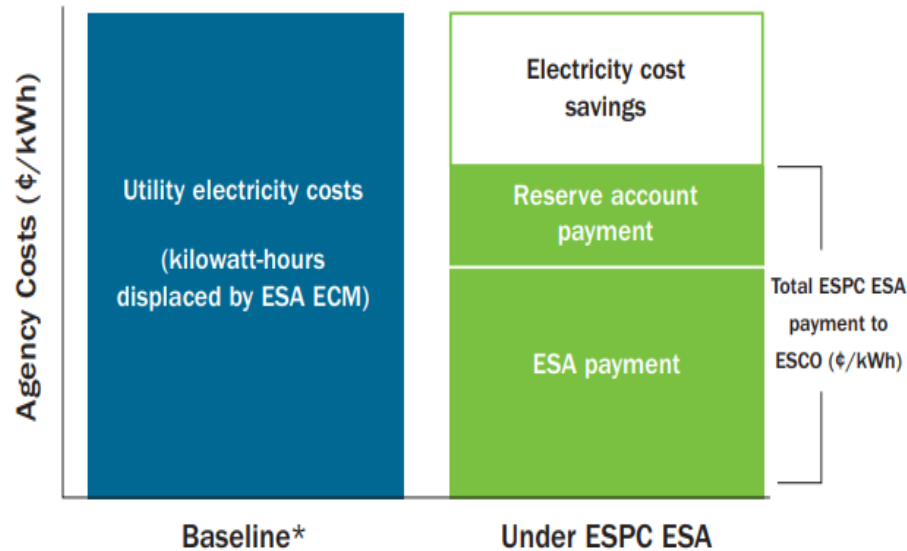 Agency Costs (¢/kWh)
Utility electricity costs
(kilowatt-hours
displaced by ESA ECM)
Electricity cost
savings
Reserve account
payment
ESA payment
Total ESPC ESA
payment to
ESCO (¢/kWh)
Baseline*
Under ESPC ESA